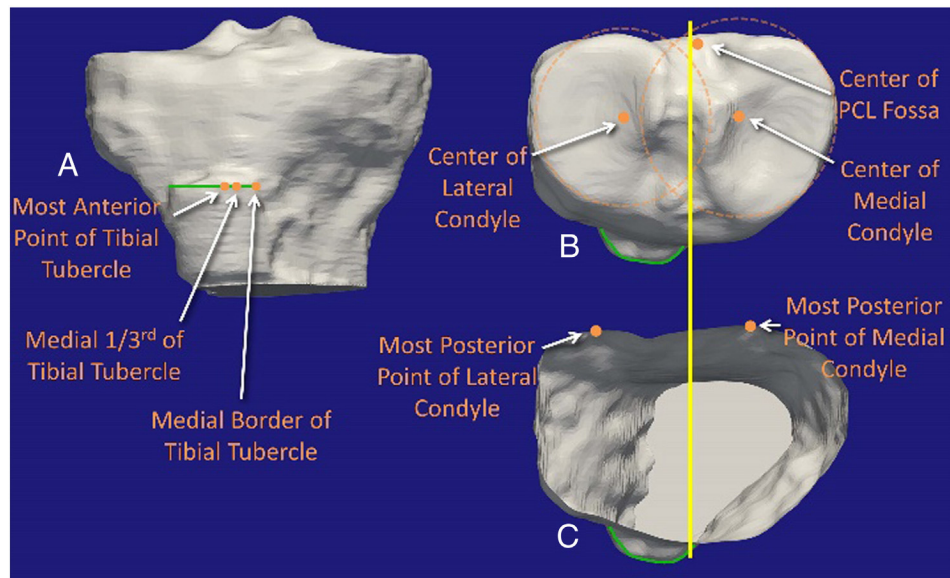 A
Most Anterior
Point of Tibial
Tubercle
Medial 1/3rd of
Tibial Tubercle
Medial Border of
Tibial Tubercle
B
Center of
Lateral
Condyle
Center of
PCL Fossa
Center of
Medial
Condyle
C
Most Posterior
Point of Lateral
Condyle
Most Posterior
Point of Medial
Condyle